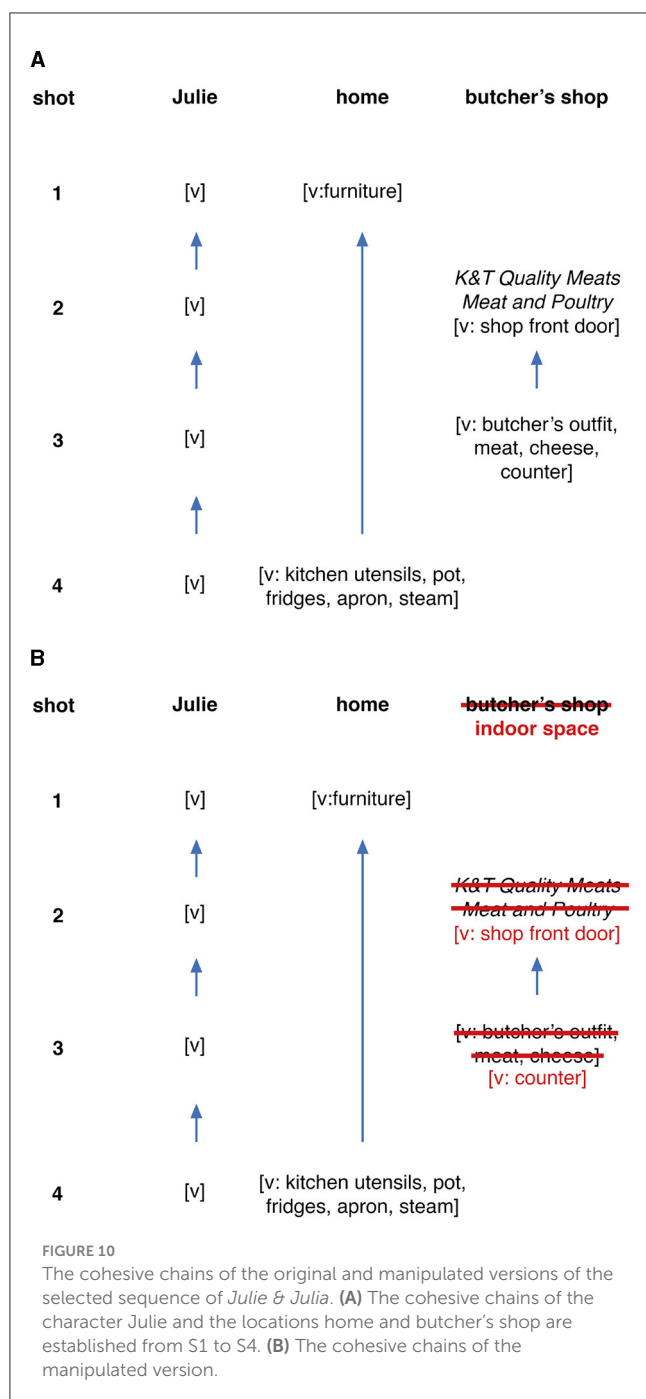 A
shot Julie home butcher's shop
1 [v] [v:furniture]
K&T Quality Meats
2 [v] Meat and Poultry
[v: shop front door]
[v: butcher's outfit,
3 [v] meat, cheese,
counter]
4 [v] [v: kitchen utensils, pot,
fridges, apron, steam]
B
shot Julie home butcher's shop
indoor space
1 [v] [v:furniture]
K&T Quality Meats
2 [v] Meat and Poultry
[v: shop front door]
[v: butcher's outfit,
3 [v] meat, cheese]
[v: counter]
4 [v] [v: kitchen utensils, pot,
fridges, apron, steam]
FIGURE 10
The cohesive chains of the original and manipulated versions of the
selected sequence of Julie & Julia. (A) The cohesive chains of the
character Julie and the locations home and butcher's shop are
established from S1 to S4. (B) The cohesive chains of the
manipulated version.